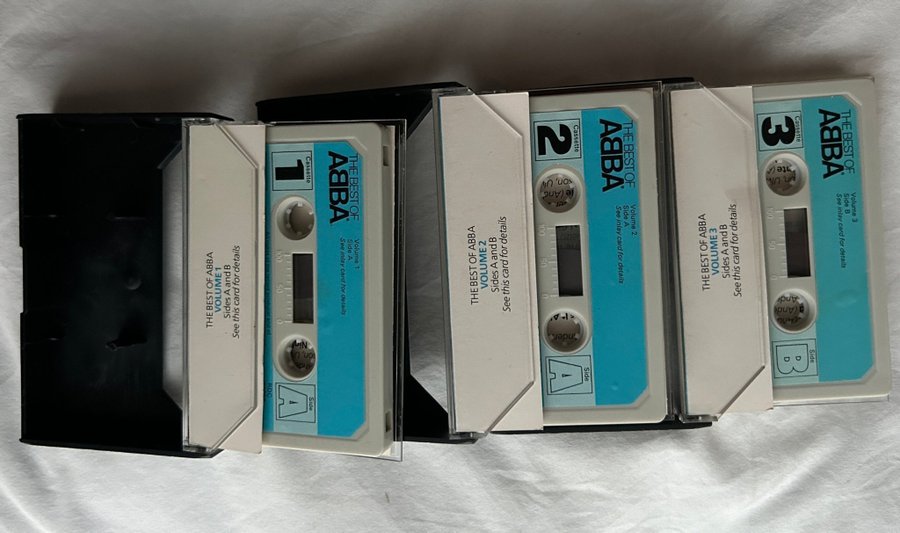 THE BEST OF ABBA
VOLUME 1
Sides A and B
See this card for details
THE BEST OF
ABBA
Cassette
1
Volume 1
Side A
See inlay card for details
Side
A
THE BEST OF ABBA
VOLUME 2
Sides A and B
See this card for details
THE BEST OF
ABBA
Cassette
2
Volume 2
Side A
See inlay card for details
Side
A
THE BEST OF ABBA
VOLUME 3
Sides A and B
See this card for details
THE BEST OF
ABBA
Cassette
3
Volume 3
Side B
See inlay card for details
Side
B